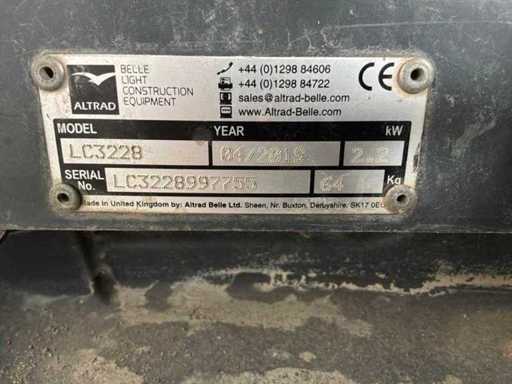 ALTRAD
BELLE
LIGHT
CONSTRUCTION
EQUIPMENT
+44 (0)1298 84606
+44 (0)1298 84722
sales@altrad-belle.com
www.Altrad-Belle.com
CE
MODEL YEAR kW
LC3228 04/2019 2.2
SERIAL No. LC3228997755 64 Kg
Made in United Kingdom by: Altrad Belle Ltd. Sheen, Nr. Buxton, Derbyshire. SK17 0EU